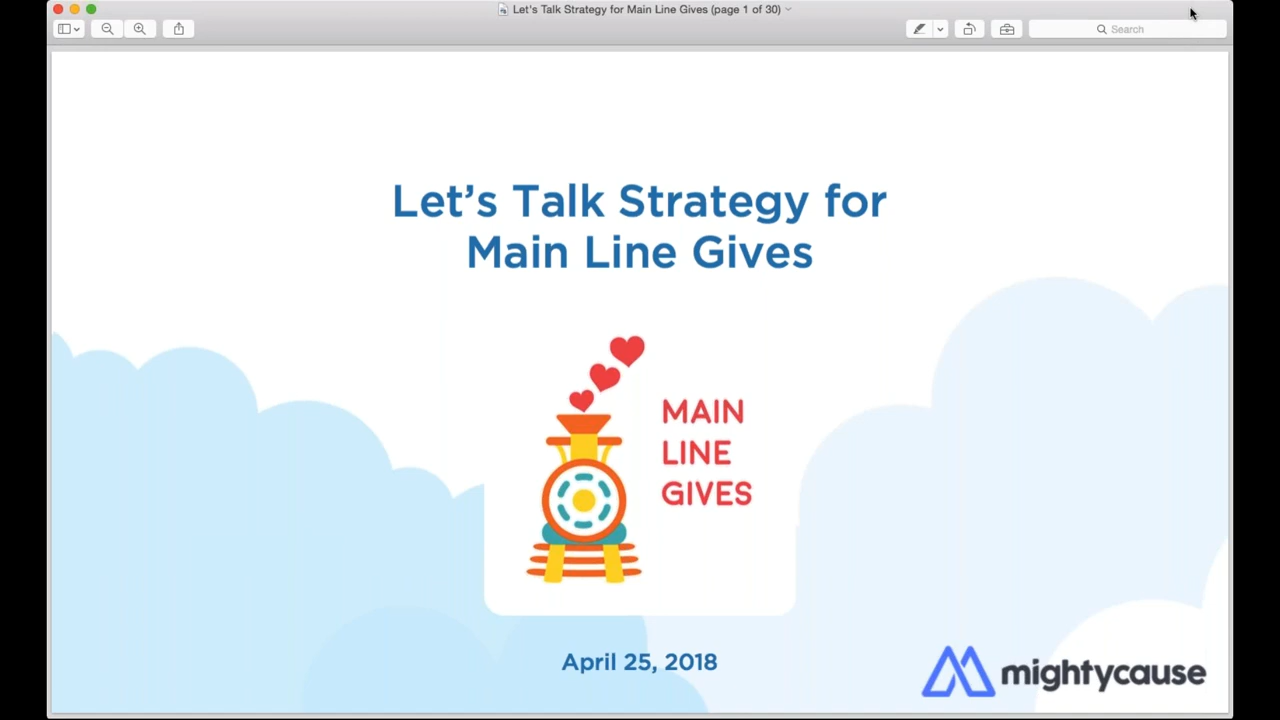 Let's Talk Strategy for Main Line Gives (page 1 of 30)
Search
Let’s Talk Strategy for
Main Line Gives
MAIN
LINE
GIVES
April 25, 2018
mightycause